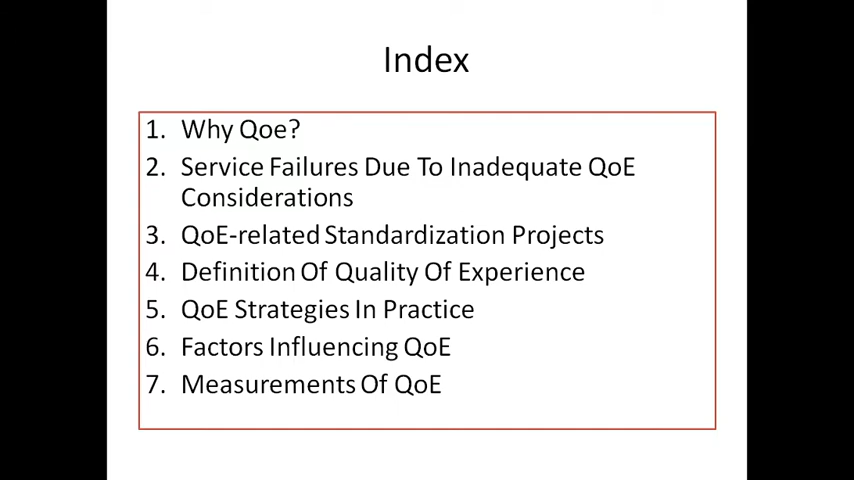 Index
1. Why Qoe?
2. Service Failures Due To Inadequate QoE
Considerations
3. QoE-related Standardization Projects
4. Definition Of Quality Of Experience
5. QoE Strategies In Practice
6. Factors Influencing QoE
7. Measurements Of QoE